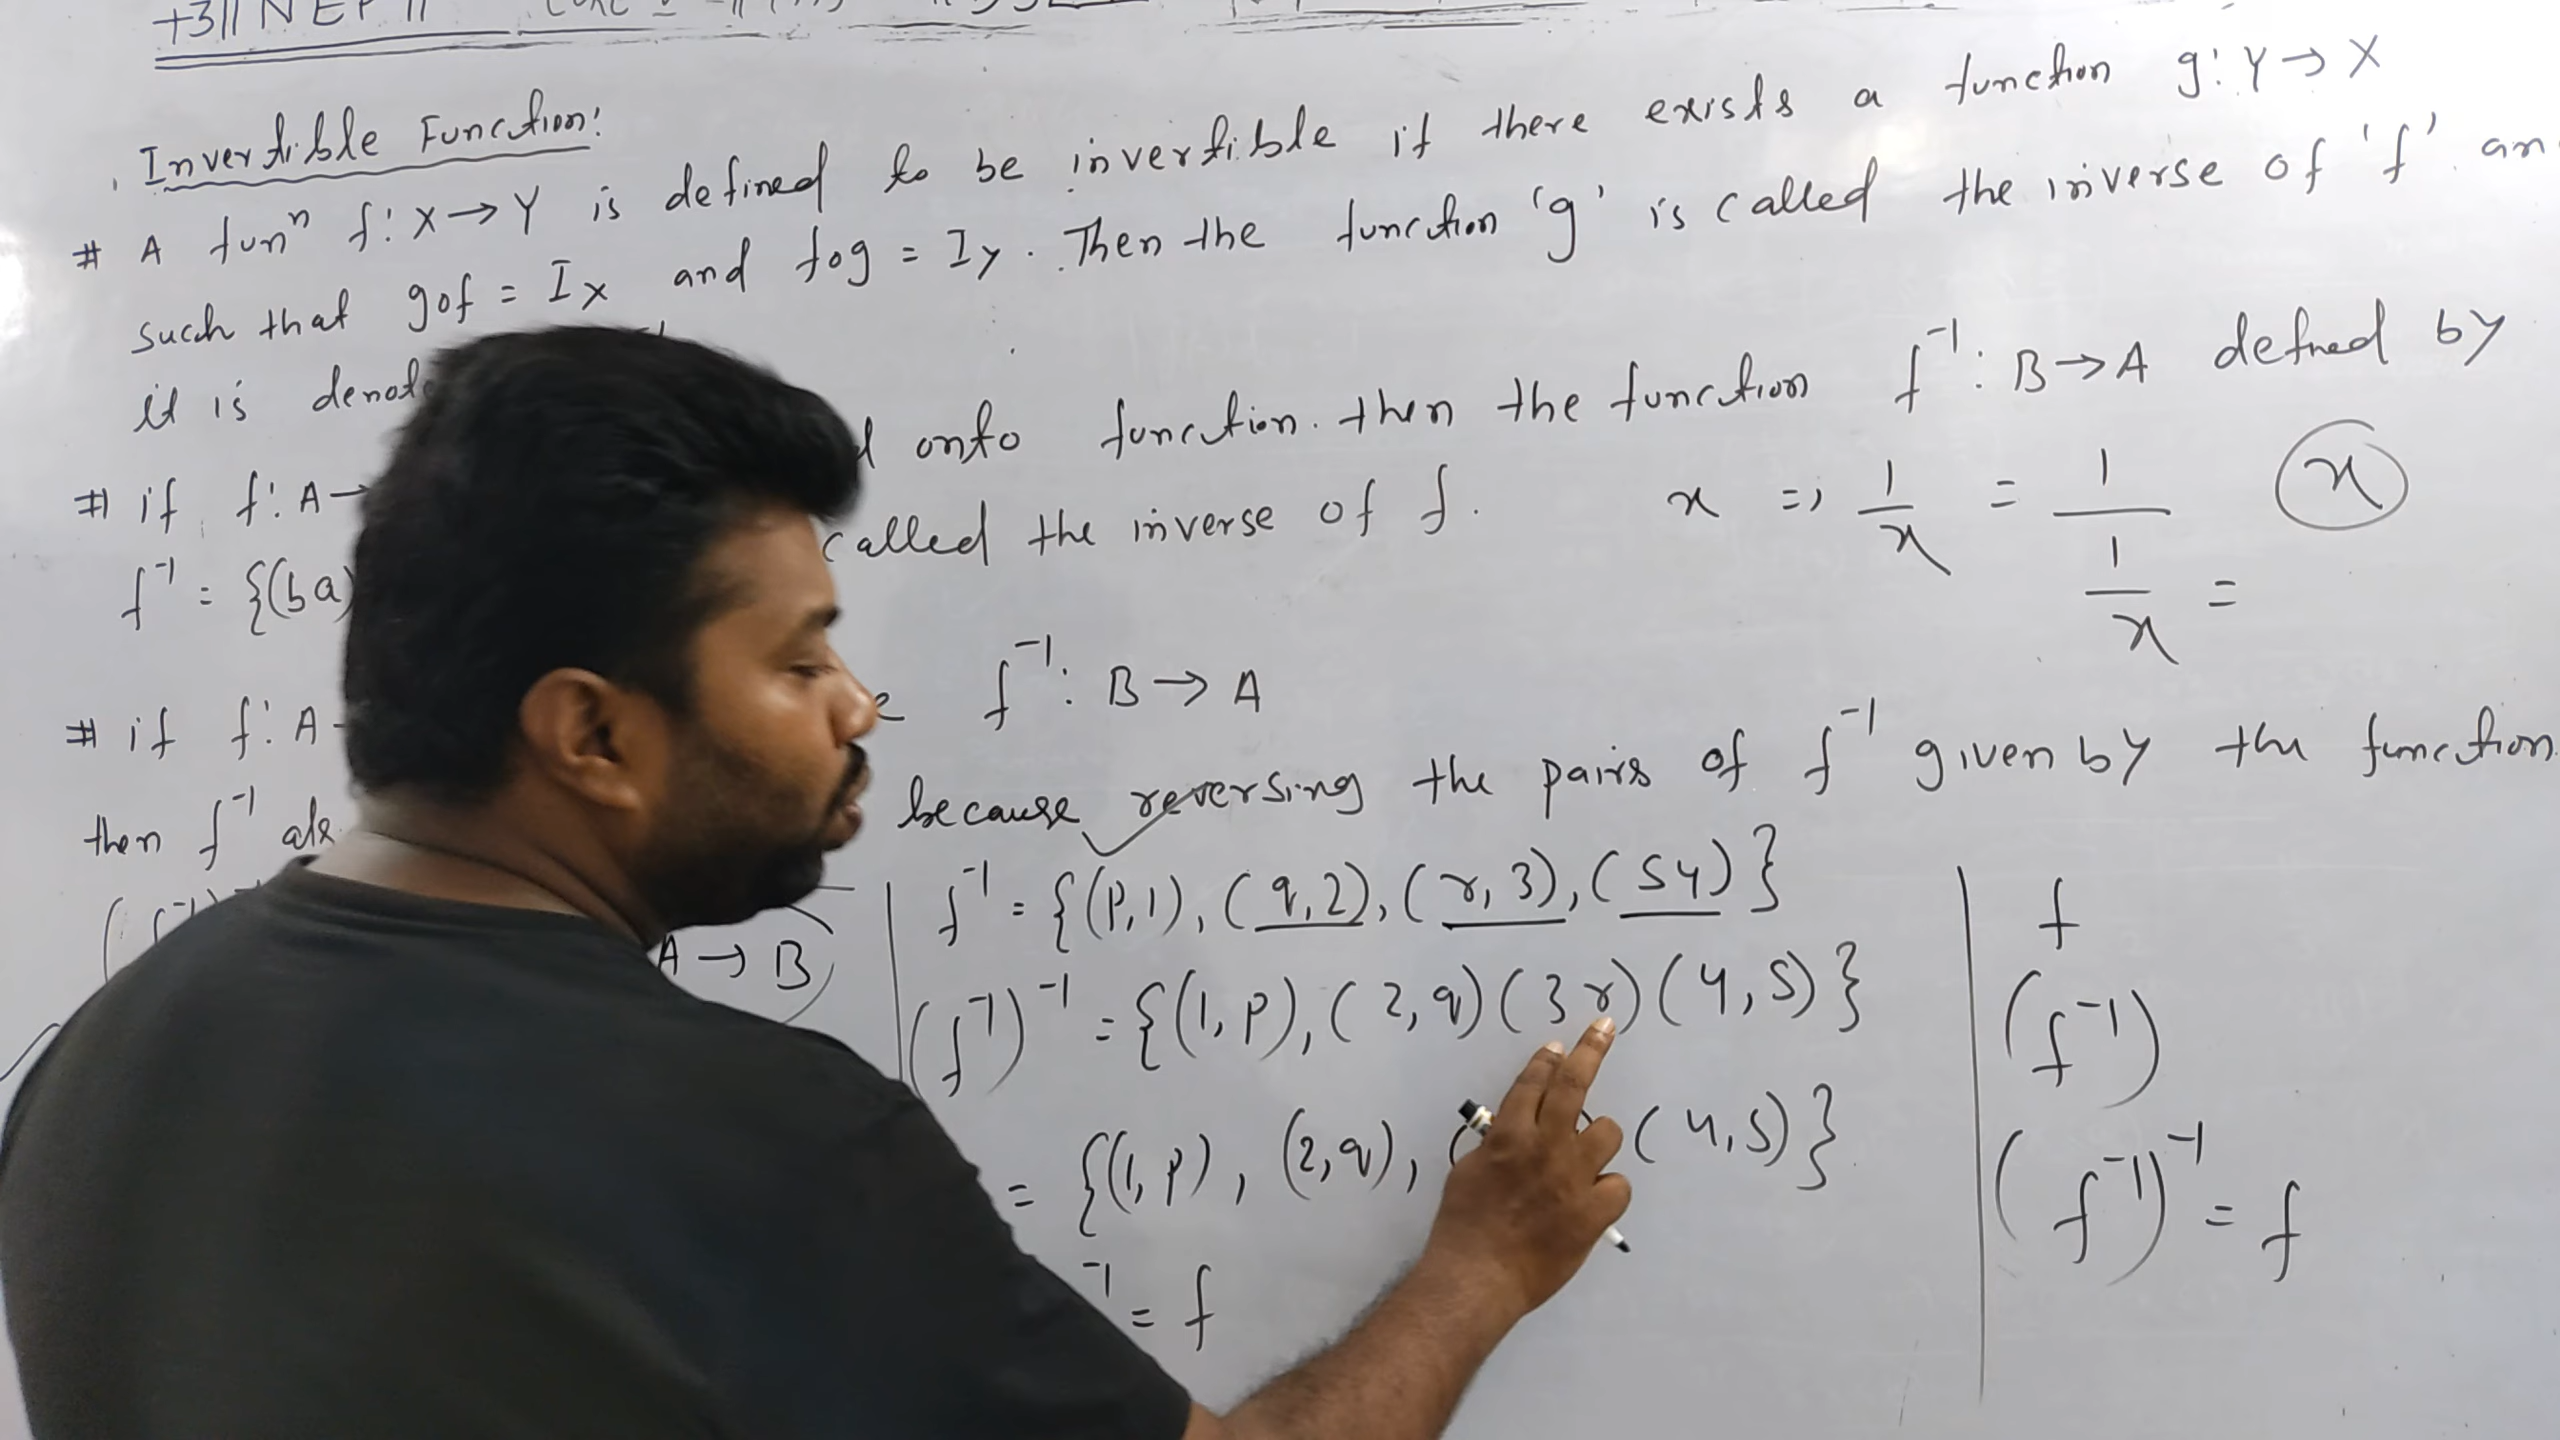 +3 || NEP ||
Invertible Function:
# A funⁿ f: X → Y is defined to be invertible if there exists a function g: Y → X
such that gof = Ix and fog = Iy. Then the function 'g' is called the inverse of 'f' an
it is denot
# if f: A → d onto function. then the function f⁻¹: B → A defined by
f⁻¹ = {(b a) called the inverse of f.
x => 1/x = 1/(1/x) = x
# if f: A - e f⁻¹: B → A
then f⁻¹ als because reversing the pairs of f⁻¹ given by the function
A → B
f⁻¹ = {(p,1), (q,2), (r,3), (s 4)}
(f⁻¹)⁻¹ = {(1,p), (2,q) (3 r) (4,s)}
= {(1,p), (2,q), ( (4,s)}
⁻¹ = f
f
(f⁻¹)
(f⁻¹)⁻¹ = f